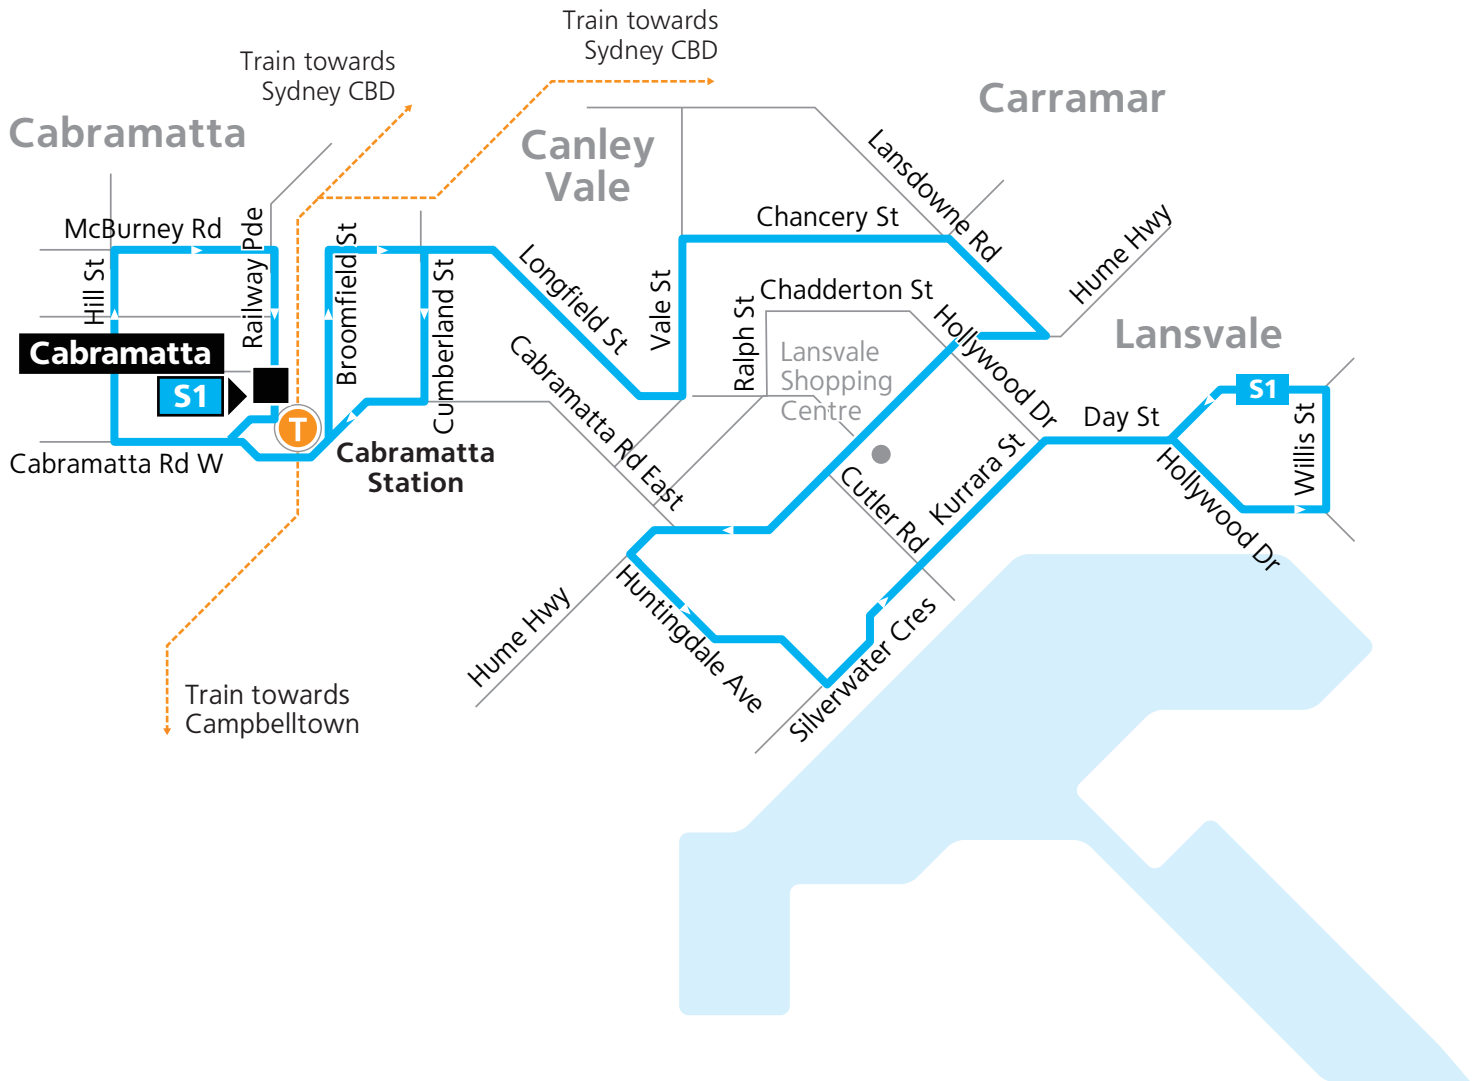 Train towards
Sydney CBD
Train towards
Sydney CBD
Cabramatta
Canley
Vale
Carramar
Lansdowne Rd
McBurney Rd
Railway Pde
Broomfield St
Chancery St
Hume Hwy
Hill St
Cumberland St
Longfield St
Vale St
Ralph St
Chadderton St
Hollywood Dr
Lansvale
Cabramatta
S1
Lansvale
Shopping
Centre
Cabramatta Rd East
S1
Day St
Willis St
T
Cabramatta Rd W
Cabramatta
Station
Cutler Rd
Kurrara St
Hollywood Dr
Hume Hwy
Huntingdale Ave
Silverwater Cres
Train towards
Campbelltown